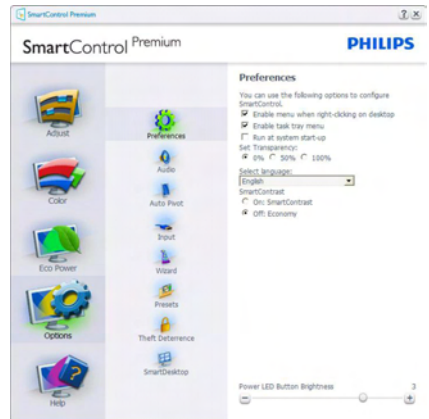 SmartControl Premium
SmartControl Premium
PHILIPS
Adjust
Color
Eco Power
Options
Help
Preferences
Audio
Auto Pivot
Input
Wizard
Presets
Theft Deterrence
SmartDesktop
Preferences
You can use the following options to configure
SmartControl.
Enable menu when right-clicking on desktop
Enable task tray menu
Run at system start-up
Set Transparency:
0% 50% 100%
Select language:
English
SmartContrast
On: SmartContrast
Off: Economy
Power LED Button Brightness 3